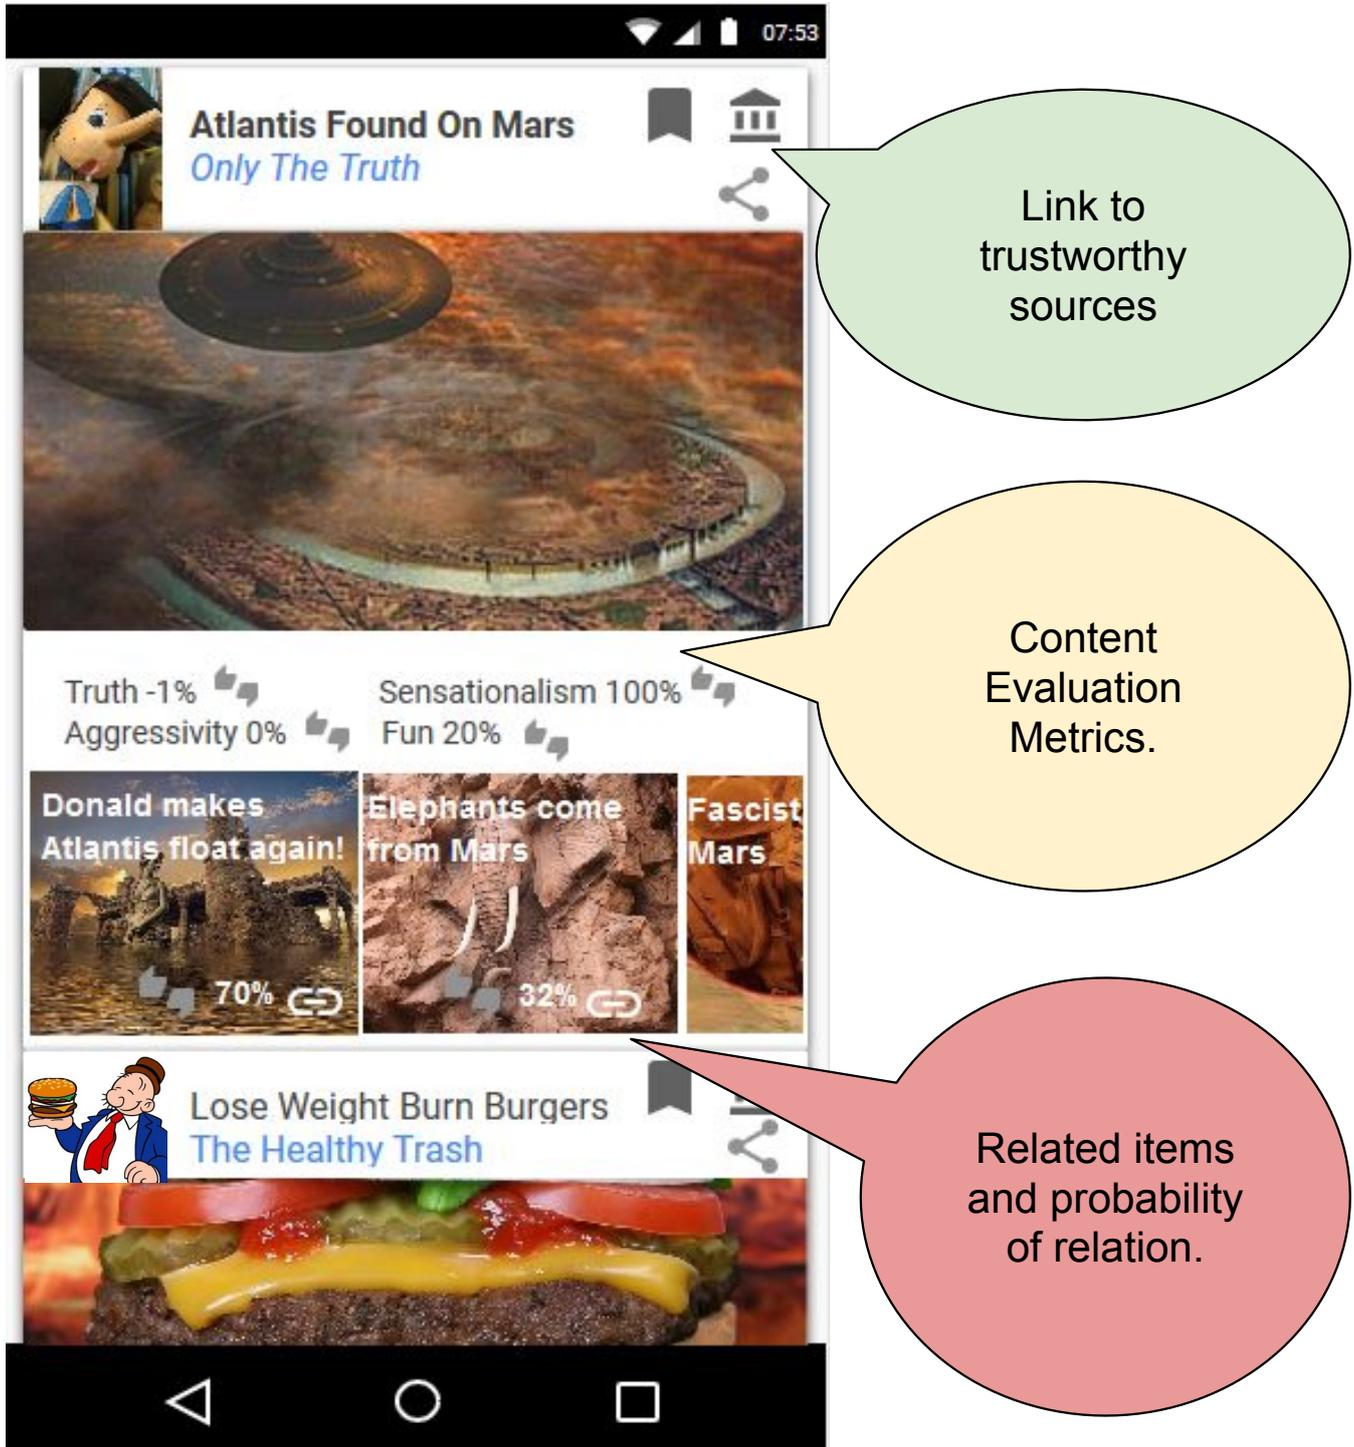 07:53
Atlantis Found On Mars
Only The Truth
Link to
trustworthy
sources
Content
Evaluation
Metrics.
Truth -1%
Sensationalism 100%
Aggressivity 0%
Fun 20%
Donald makes
Atlantis float again!
70%
Elephants come
from Mars
32%
Fascist
Mars
Lose Weight Burn Burgers
The Healthy Trash
Related items
and probability
of relation.